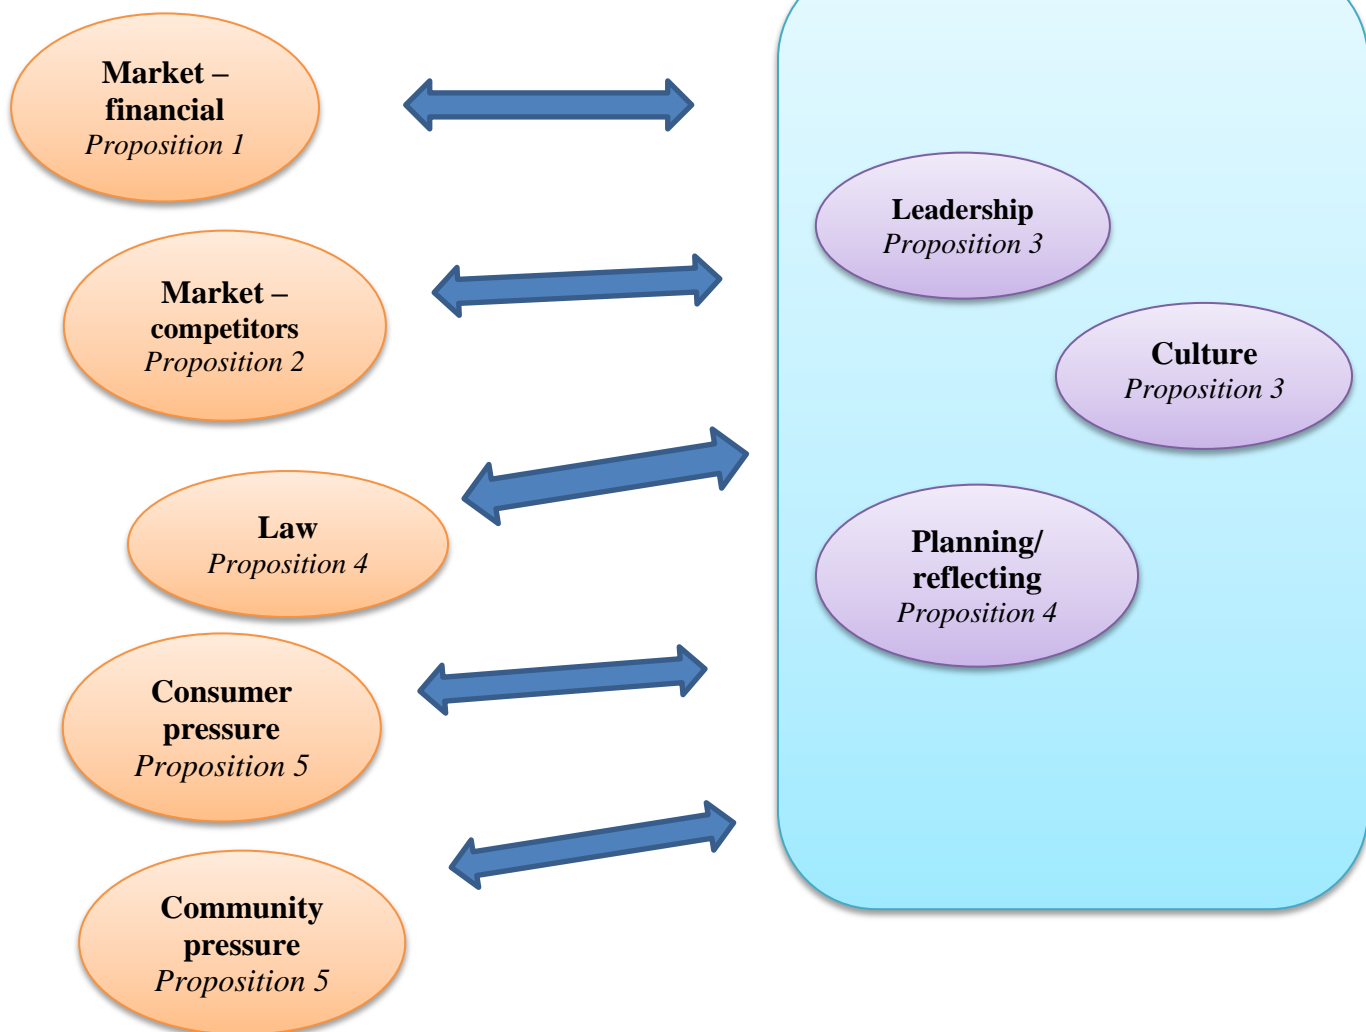 Market –
financial
Proposition 1
Market –
competitors
Proposition 2
Law
Proposition 4
Consumer
pressure
Proposition 5
Community
pressure
Proposition 5
Leadership
Proposition 3
Culture
Proposition 3
Planning/
reflecting
Proposition 4